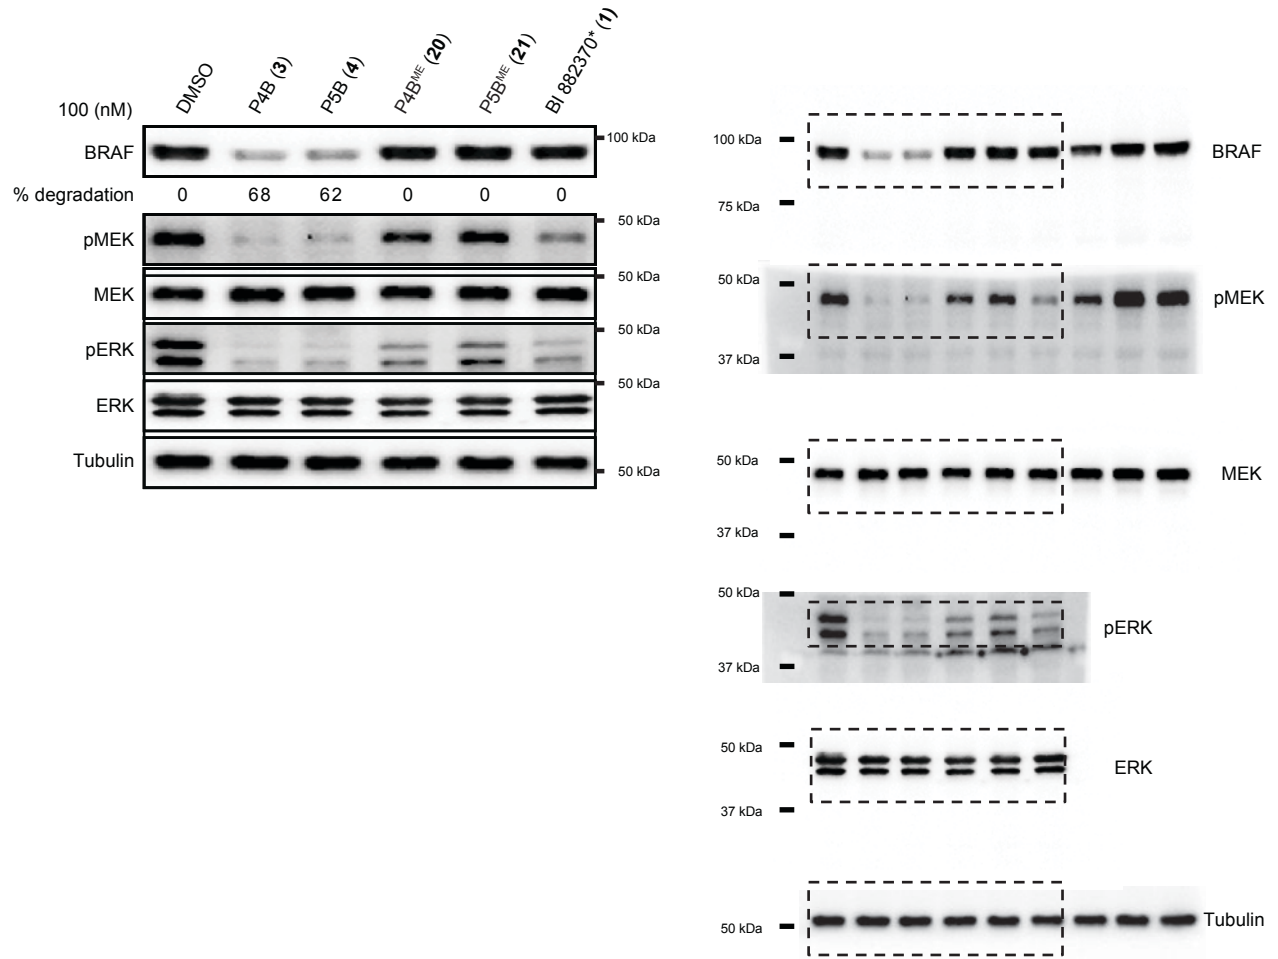 100 (nM) DMSO P4B (3) P5B (4) P4B^ME (20) P5B^ME (21) BI 882370* (1)
BRAF 100 kDa
% degradation 0 68 62 0 0 0
pMEK 50 kDa
MEK 50 kDa
pERK 50 kDa
ERK 50 kDa
Tubulin 50 kDa
100 kDa BRAF
75 kDa
50 kDa pMEK
37 kDa
50 kDa MEK
37 kDa
50 kDa pERK
37 kDa
50 kDa ERK
37 kDa
50 kDa Tubulin